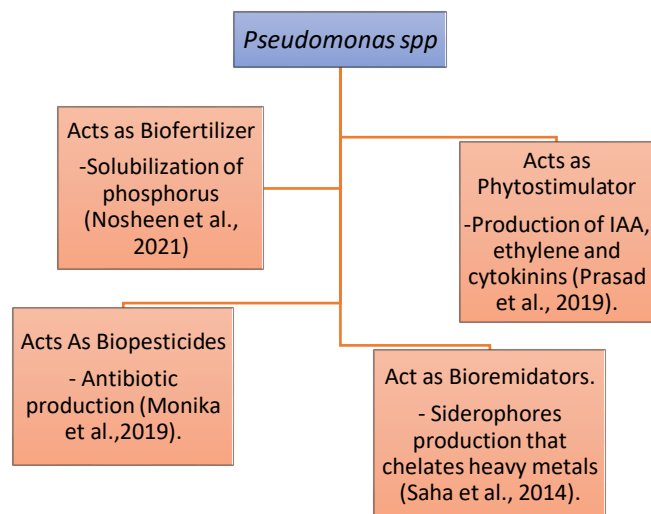 Pseudomonas spp
Acts as Biofertilizer
-Solubilization of
phosphorus
(Nosheen et al.,
2021)
Acts as
Phytostimulator
-Production of IAA,
ethylene and
cytokinins (Prasad
et al., 2019).
Acts As Biopesticides
- Antibiotic
production (Monika
et al.,2019).
Act as Bioremidators.
- Siderophores
production that
chelates heavy metals
(Saha et al., 2014).